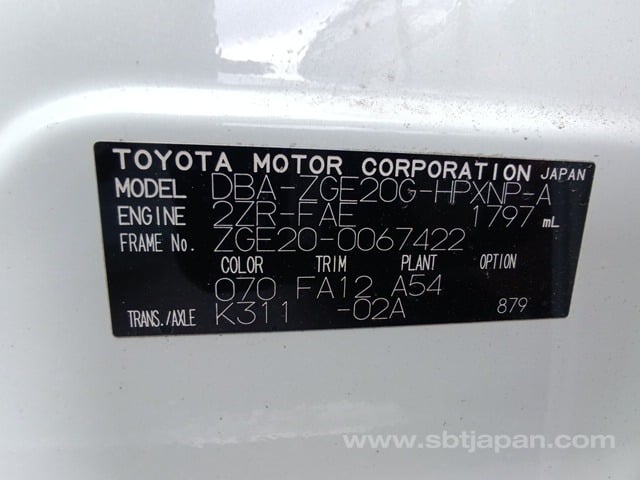 TOYOTA MOTOR CORPORATION JAPAN
MODEL DBA-ZGE20G-HPXNP-A
ENGINE 2ZR-FAE 1797 mL
FRAME No. ZGE20-0067422
COLOR TRIM PLANT OPTION
070 FA12 A54
TRANS./AXLE K311 -02A 879
www.sbtjapan.com